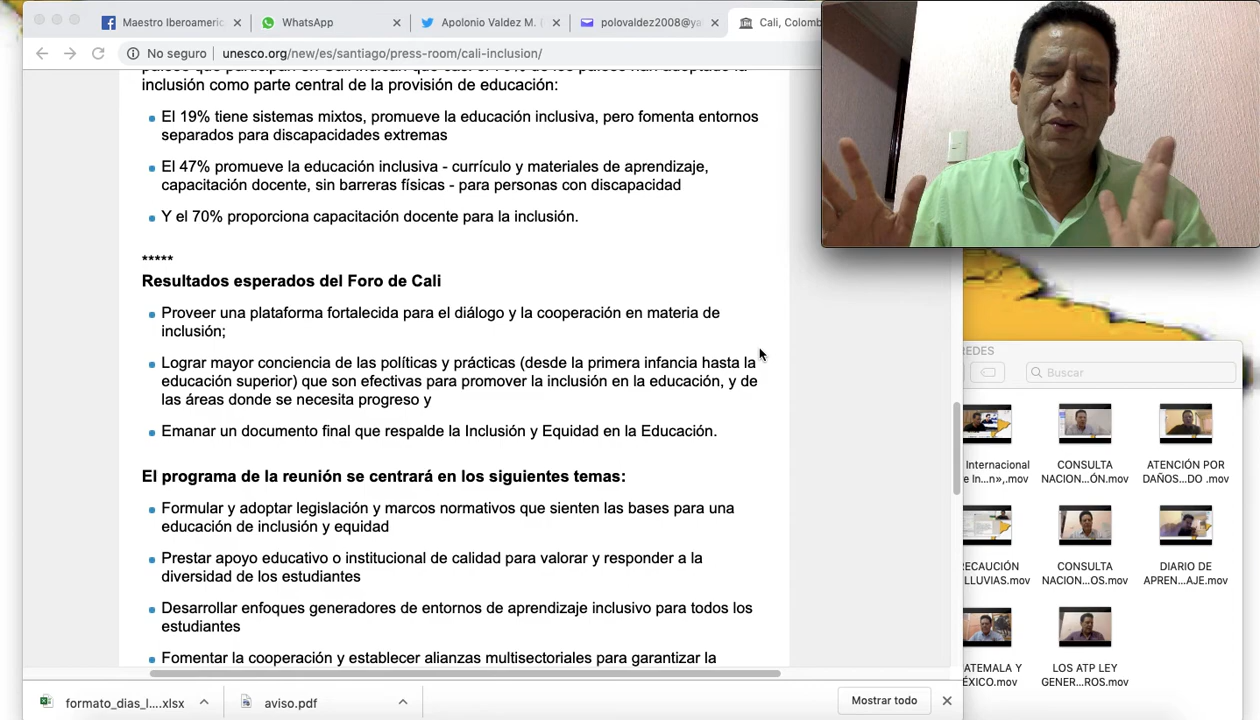 Maestro Iberoameric
WhatsApp
Apolonio Valdez M. (
polovaldez2008@ya
Cali, Colomb
No seguro
unesco.org/new/es/santiago/press-room/cali-inclusion/
inclusión como parte central de la provisión de educación:
El 19% tiene sistemas mixtos, promueve la educación inclusiva, pero fomenta entornos
separados para discapacidades extremas
El 47% promueve la educación inclusiva - currículo y materiales de aprendizaje,
capacitación docente, sin barreras físicas - para personas con discapacidad
Y el 70% proporciona capacitación docente para la inclusión.
*****
Resultados esperados del Foro de Cali
Proveer una plataforma fortalecida para el diálogo y la cooperación en materia de
inclusión;
Lograr mayor conciencia de las políticas y prácticas (desde la primera infancia hasta la
educación superior) que son efectivas para promover la inclusión en la educación, y de
las áreas donde se necesita progreso y
Emanar un documento final que respalde la Inclusión y Equidad en la Educación.
El programa de la reunión se centrará en los siguientes temas:
Formular y adoptar legislación y marcos normativos que sienten las bases para una
educación de inclusión y equidad
Prestar apoyo educativo o institucional de calidad para valorar y responder a la
diversidad de los estudiantes
Desarrollar enfoques generadores de entornos de aprendizaje inclusivo para todos los
estudiantes
Fomentar la cooperación y establecer alianzas multisectoriales para garantizar la
formato_dias_l....xlsx
aviso.pdf
Mostrar todo
REDES
Buscar
Internacional
e In...n»,.mov
CONSULTA
NACION...ÓN.mov
ATENCIÓN POR
DAÑOS...DO .mov
ECAUCIÓN
LLUVIAS.mov
CONSULTA
NACION...OS.mov
DIARIO DE
APREN...AJE.mov
ATEMALA Y
ÉXICO.mov
LOS ATP LEY
GENER...ROS.mov